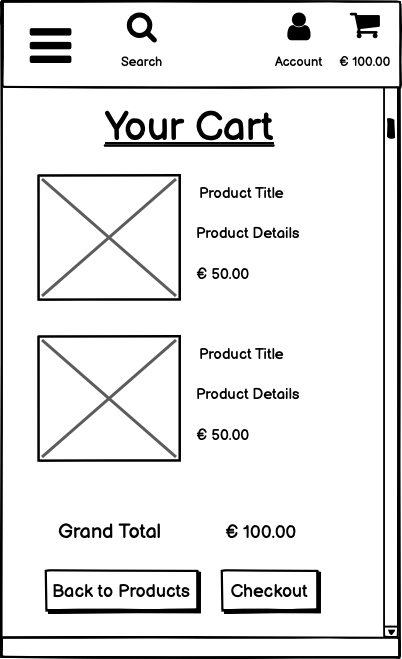 Search
Account
€ 100.00
Your Cart
Product Title
Product Details
€ 50.00
Product Title
Product Details
€ 50.00
Grand Total
€ 100.00
Back to Products
Checkout